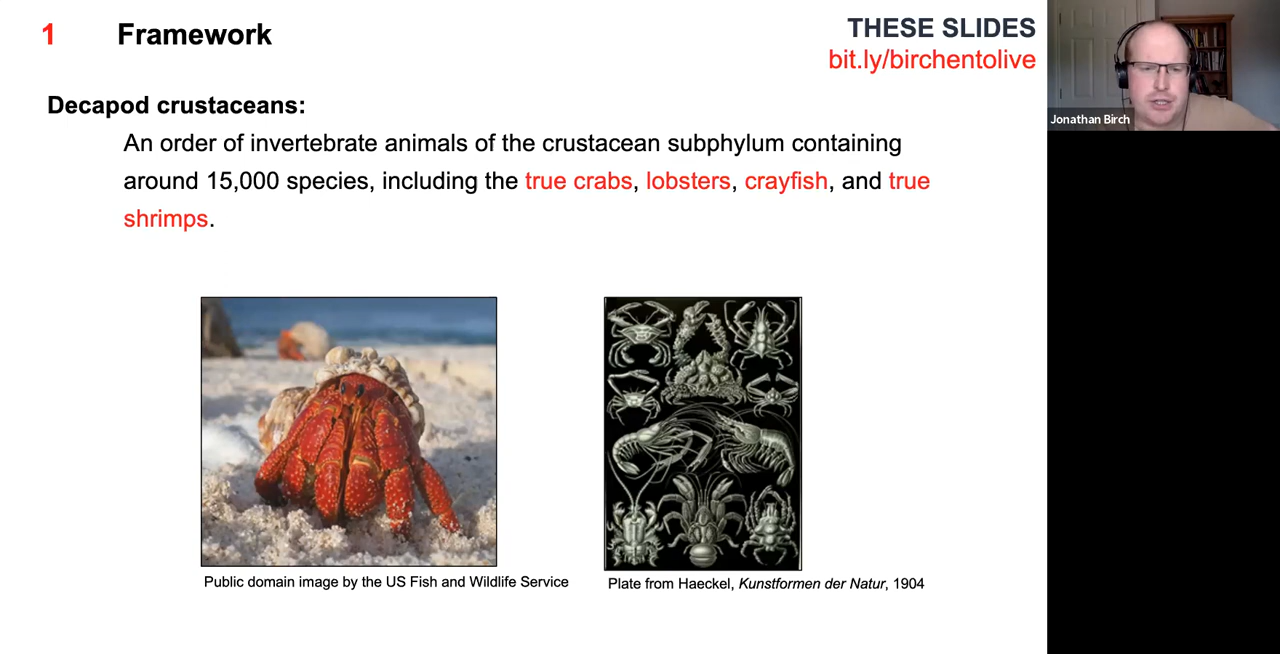 1 Framework
THESE SLIDES
bit.ly/birchentolive
Jonathan Birch
Decapod crustaceans:
An order of invertebrate animals of the crustacean subphylum containing
around 15,000 species, including the true crabs, lobsters, crayfish, and true
shrimps.
Public domain image by the US Fish and Wildlife Service
Plate from Haeckel, Kunstformen der Natur, 1904